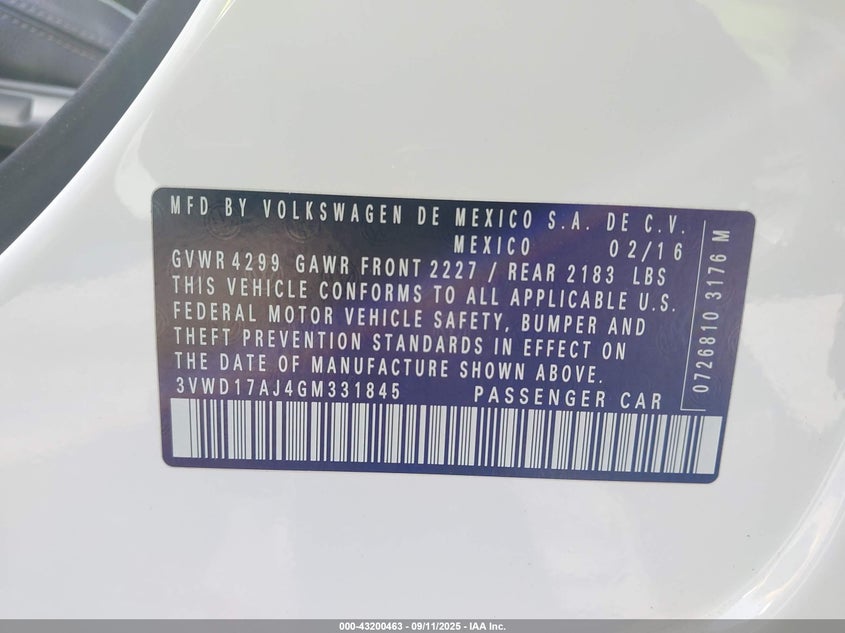 MFD BY VOLKSWAGEN DE MEXICO S.A. DE C.V.
MEXICO 02/16
GVWR 4299 GAWR FRONT 2227 / REAR 2183 LBS
THIS VEHICLE CONFORMS TO ALL APPLICABLE U.S.
FEDERAL MOTOR VEHICLE SAFETY, BUMPER AND
THEFT PREVENTION STANDARDS IN EFFECT ON
THE DATE OF MANUFACTURE SHOWN ABOVE.
3VWD17AJ4GM331845 PASSENGER CAR
0726810 3176 M
000-43200463 - 09/11/2025 - IAA Inc.